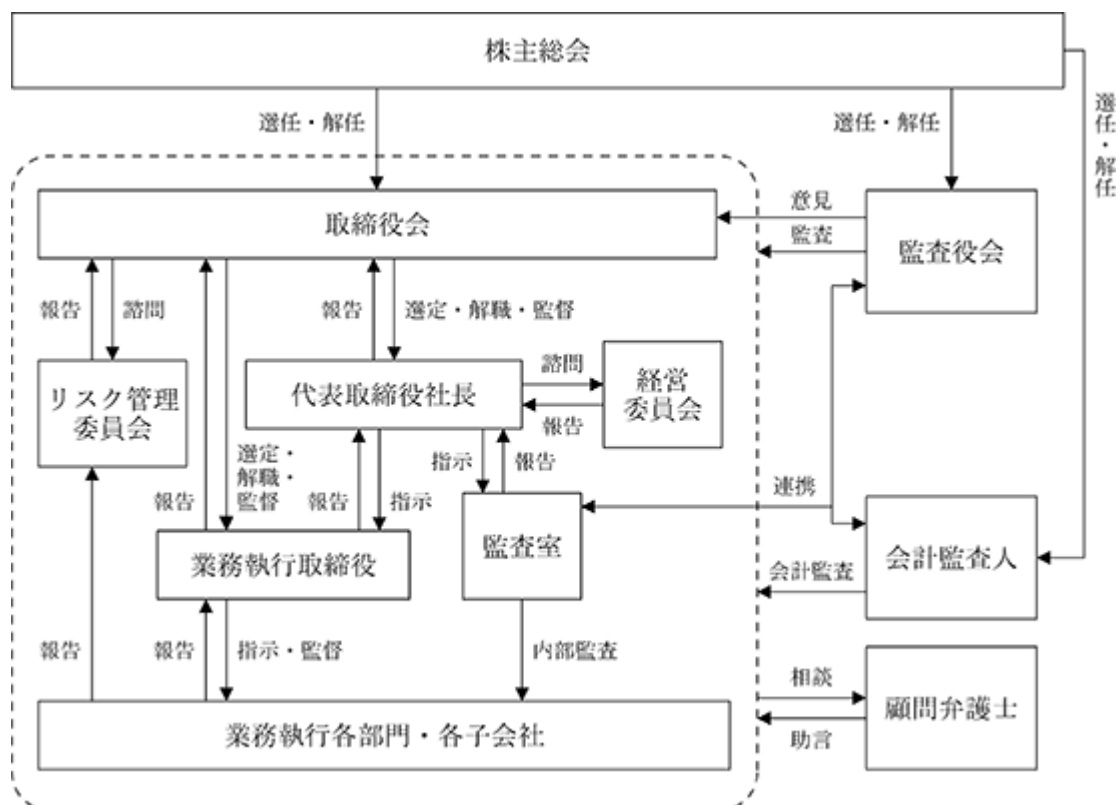 株主総会
選任・解任
選任・解任
選任・解任
取締役会
意見
監査
監査役会
報告
諮問
報告
選定・解職・監督
リスク管理
委員会
代表取締役社長
諮問
報告
経営
委員会
選定・
解職・
監督
報告
報告
指示
指示
報告
連携
業務執行取締役
監査室
会計監査人
会計監査
報告
報告
指示・監督
内部監査
相談
助言
顧問弁護士
業務執行各部門・各子会社